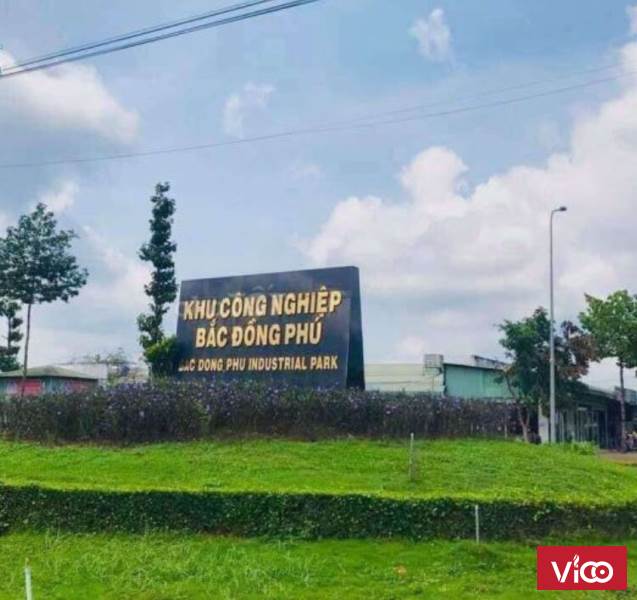 KHU CÔNG NGHIỆP
BẮC ĐỒNG PHÚ
BAC DONG PHU INDUSTRIAL PARK
VICO